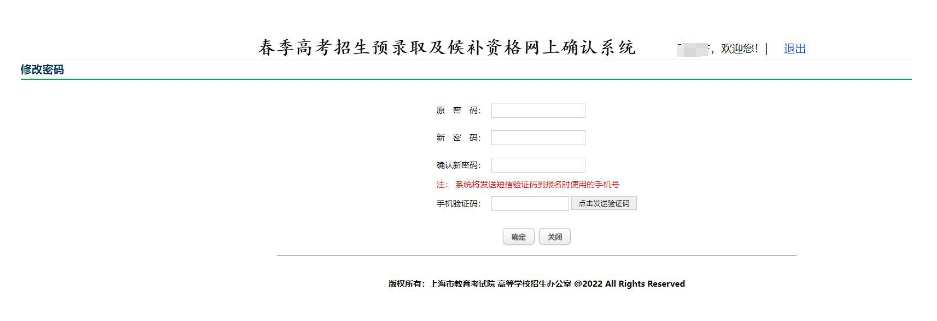 春季高考招生预录取及候补资格网上确认系统 ，欢迎您！| 退出
修改密码
原 密 码：
新 密 码：
确认新密码：
注： 系统将发送短信验证码到报名时使用的手机号
手机验证码： 点击发送验证码
确定 关闭
版权所有：上海市教育考试院 高等学校招生办公室 @2022 All Rights Reserved